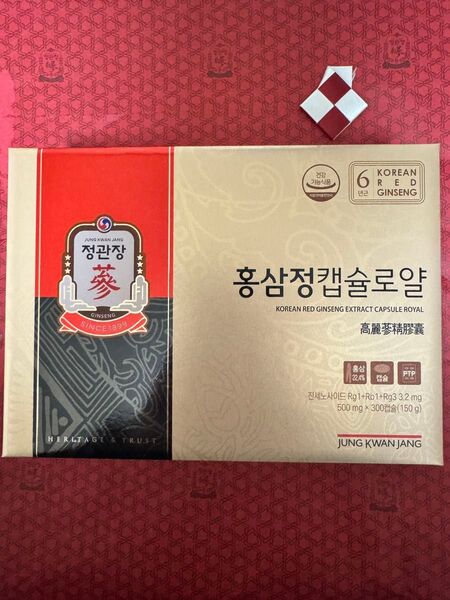 JUNG KWAN JANG
정관장
蔘
GINSENG
SINCE 1899
HERITAGE & TRUST
건강
기능식품
6
년근
KOREAN
RED
GINSENG
홍삼정캡슐로얄
KOREAN RED GINSENG EXTRACT CAPSULE ROYAL
高麗蔘精膠囊
홍삼
캡슐
PTP
진세노사이드 Rg1+Rb1+Rg3 3.2 mg
500 mg × 300캡슐(150 g)
JUNG KWAN JANG